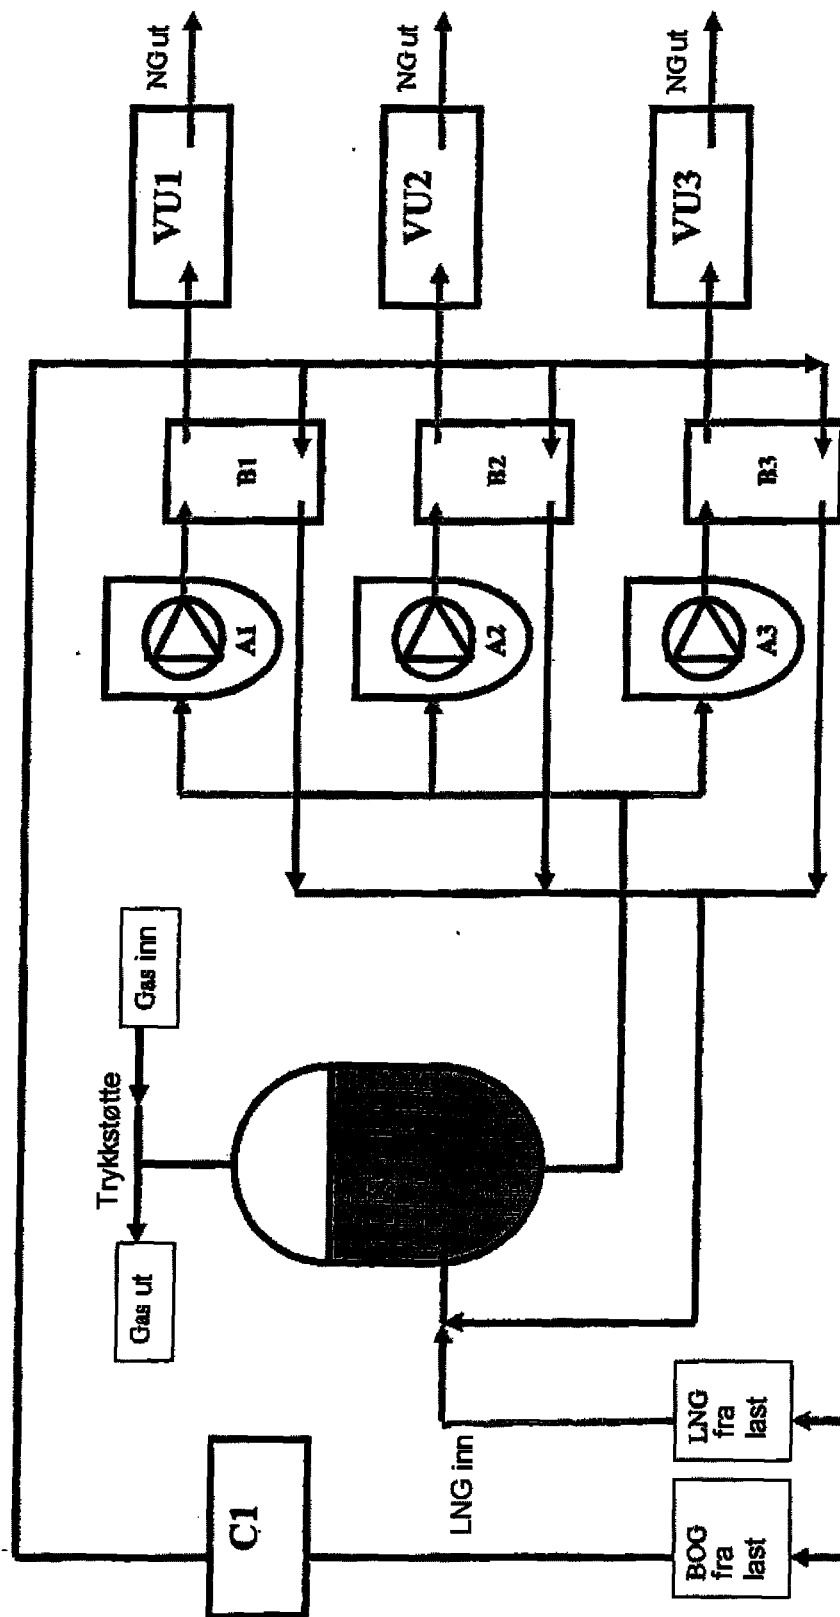 NG ut
NG ut
NG ut
VU1
VU2
VU3
B1
B2
B3
A1
A2
A3
Gas inn
Trykkstøtte
Gas ut
LNG inn
C1
LNG
fra
last
BOG
fra
last